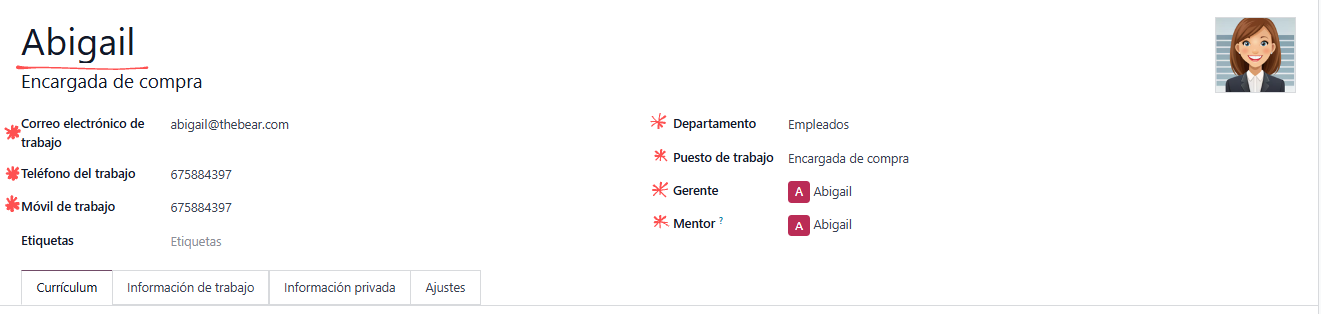 Abigail
Encargada de compra
Correo electrónico de
trabajo
abigail@thebear.com
Teléfono del trabajo
675884397
Móvil de trabajo
675884397
Etiquetas
Etiquetas
Departamento
Empleados
Puesto de trabajo
Encargada de compra
Gerente
A Abigail
Mentor ?
A Abigail
Currículum
Información de trabajo
Información privada
Ajustes